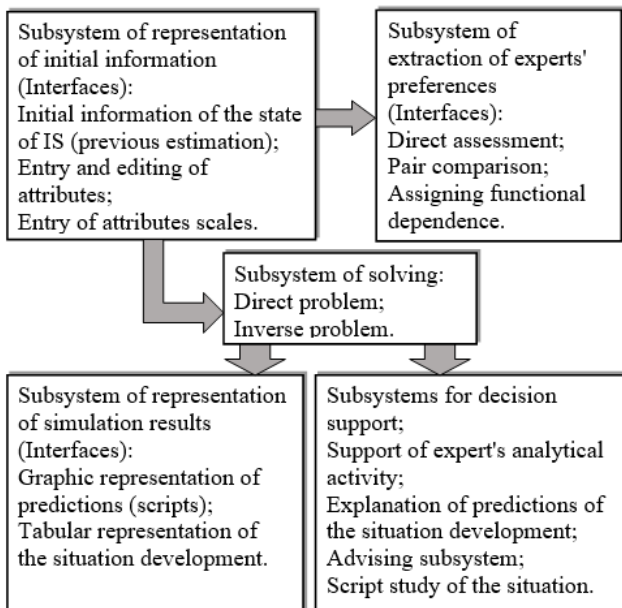 Subsystem of representation
of initial information
(Interfaces):
Initial information of the state
of IS (previous estimation);
Entry and editing of
attributes;
Entry of attributes scales.
Subsystem of
extraction of experts'
preferences
(Interfaces):
Direct assessment;
Pair comparison;
Assigning functional
dependence.
Subsystem of solving:
Direct problem;
Inverse problem.
Subsystem of representation
of simulation results
(Interfaces):
Graphic representation of
predictions (scripts);
Tabular representation of
the situation development.
Subsystems for decision
support;
Support of expert's analytical
activity;
Explanation of predictions of
the situation development;
Advising subsystem;
Script study of the situation.